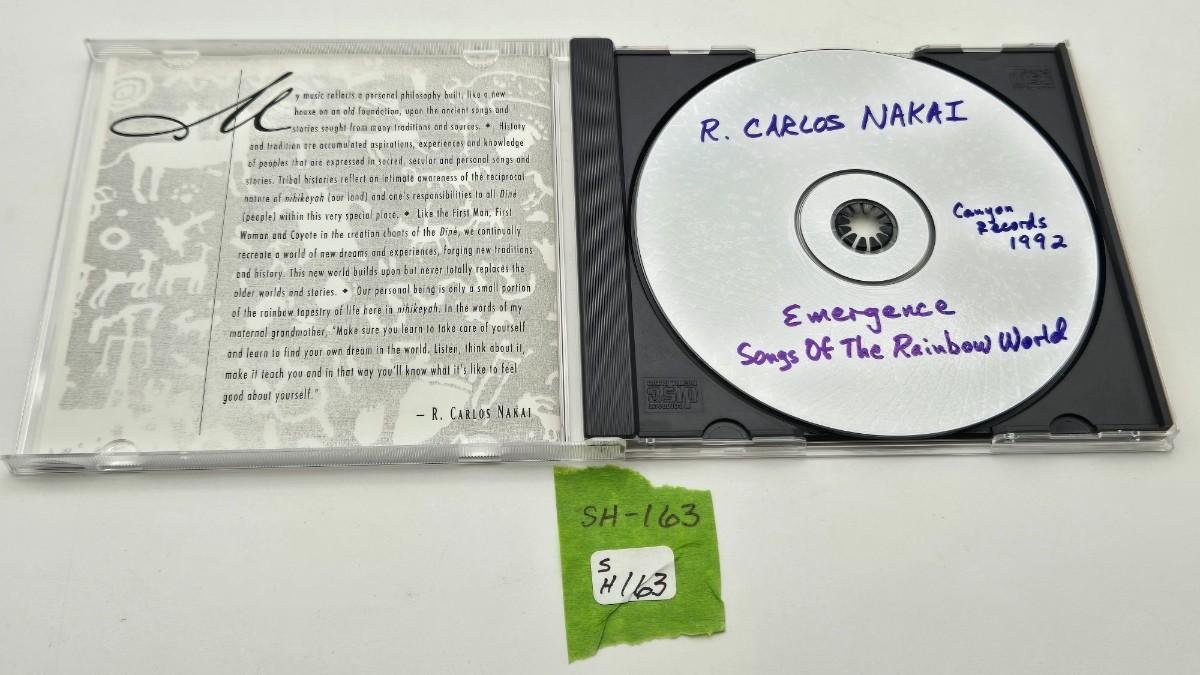 My music reflects a personal philosophy built, like a new
house on an old foundation, upon the ancient songs and
stories sought from many traditions and sources. ◆ History
and tradition are accumulated aspirations, experiences and knowledge
of peoples that are expressed in sacred, secular and personal songs and
stories. Tribal histories reflect an intimate awareness of the reciprocal
nature of nihikeyah (our land) and one's responsibilities to all Diné
(people) within this very special place. ◆ Like the First Man, First
Woman and Coyote in the creation chants of the Diné, we continually
recreate a world of new dreams and experiences, forging new traditions
and history. This new world builds upon but never totally replaces the
older worlds and stories. ◆ Our personal being is only a small portion
of the rainbow tapestry of life here in nihikeyah. In the words of my
maternal grandmother, "Make sure you learn to take care of yourself
and learn to find your own dream in the world. Listen, think about it,
make it teach you and in that way you'll know what it's like to feel
good about yourself."
– R. CARLOS NAKAI
R. CARLOS NAKAI
Canyon
Records
1992
Emergence
Songs Of The Rainbow World
SH-163
S
H163